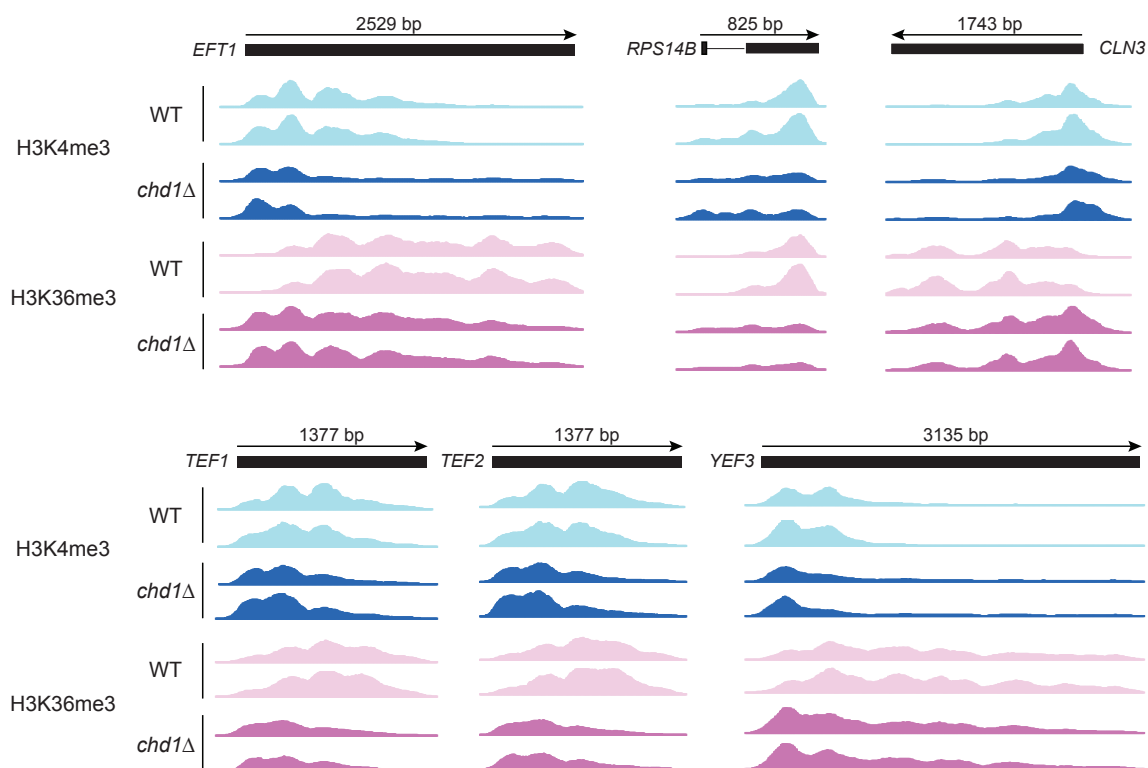 2529 bp 825 bp 1743 bp
EFT1 RPS14B CLN3
WT
H3K4me3
chd1Δ
WT
H3K36me3
chd1Δ
1377 bp 1377 bp 3135 bp
TEF1 TEF2 YEF3
WT
H3K4me3
chd1Δ
WT
H3K36me3
chd1Δ